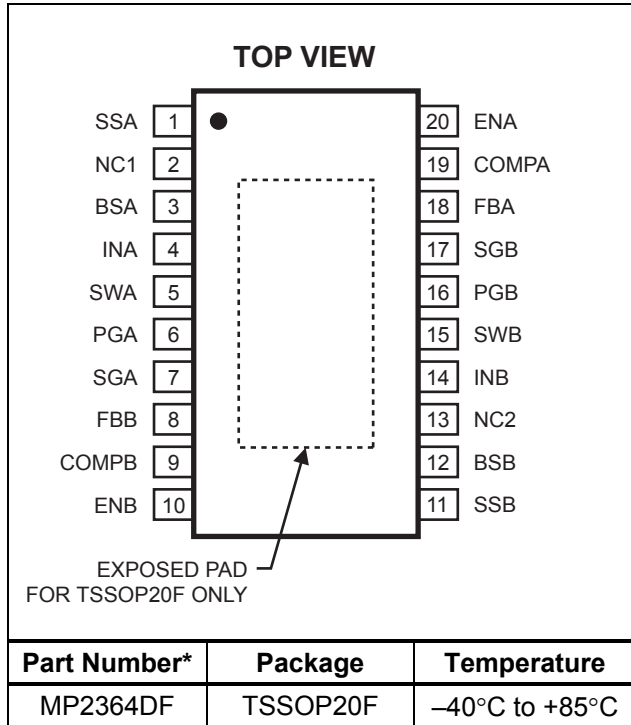 TOP VIEW
SSA 1 20 ENA
NC1 2 19 COMPA
BSA 3 18 FBA
INA 4 17 SGB
SWA 5 16 PGB
PGA 6 15 SWB
SGA 7 14 INB
FBB 8 13 NC2
COMPB 9 12 BSB
ENB 10 11 SSB
EXPOSED PAD
FOR TSSOP20F ONLY
Part Number* Package Temperature
MP2364DF TSSOP20F –40°C to +85°C